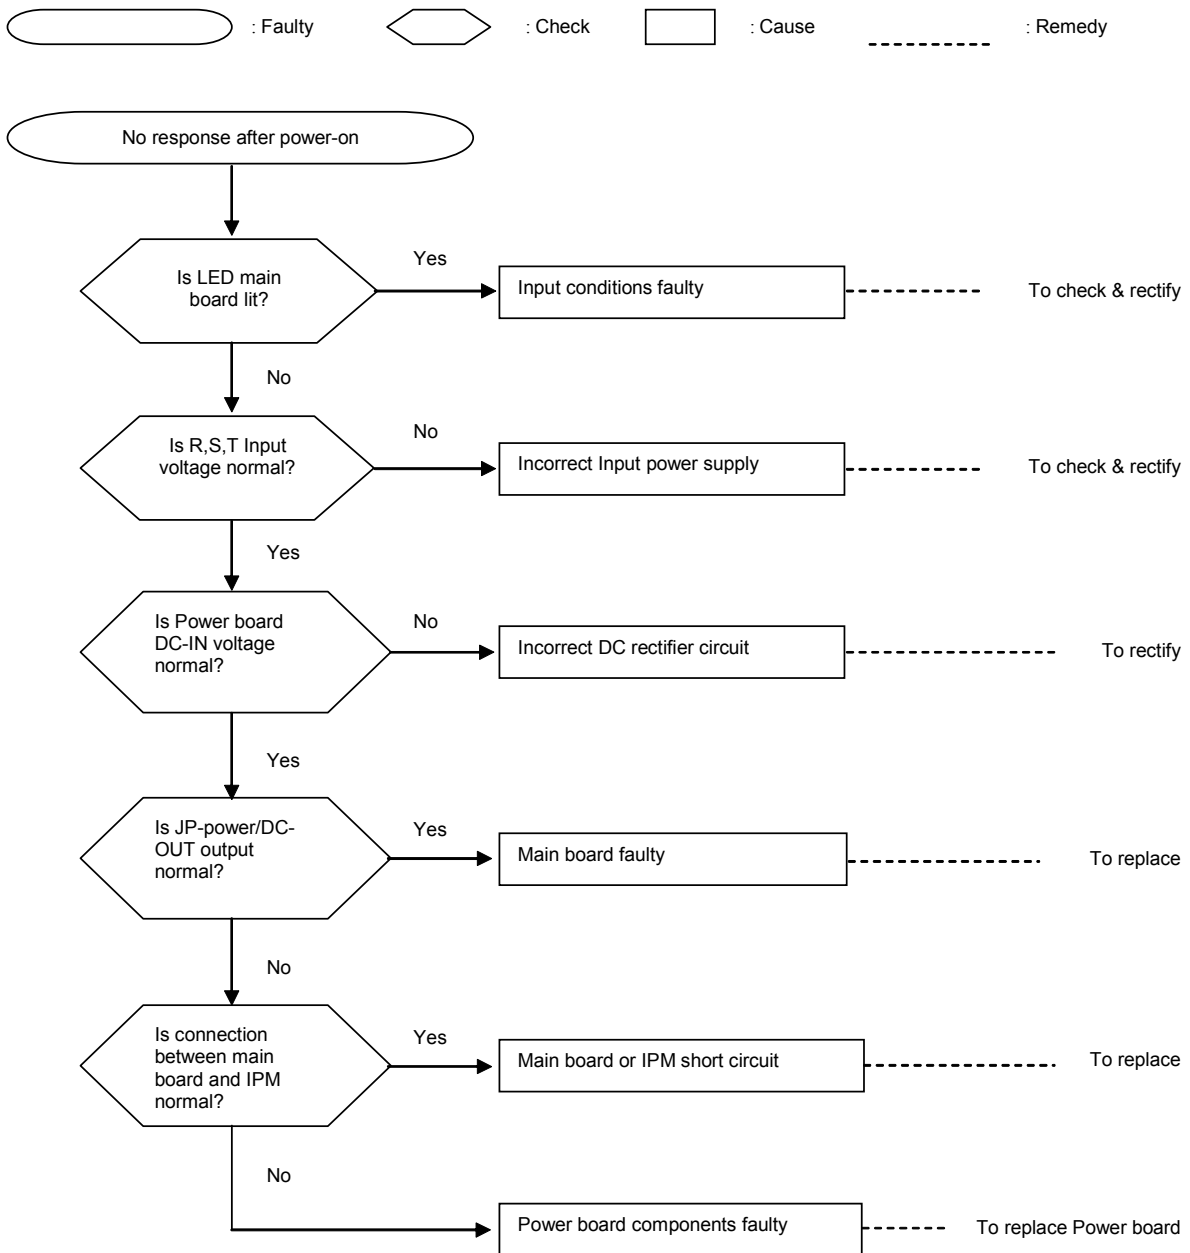 : Faulty
: Check
: Cause
: Remedy
No response after power-on
Is LED main
board lit?
Yes
Input conditions faulty
To check & rectify
No
Is R,S,T Input
voltage normal?
No
Incorrect Input power supply
To check & rectify
Yes
Is Power board
DC-IN voltage
normal?
No
Incorrect DC rectifier circuit
To rectify
Yes
Is JP-power/DC-
OUT output
normal?
Yes
Main board faulty
To replace
No
Is connection
between main
board and IPM
normal?
Yes
Main board or IPM short circuit
To replace
No
Power board components faulty
To replace Power board